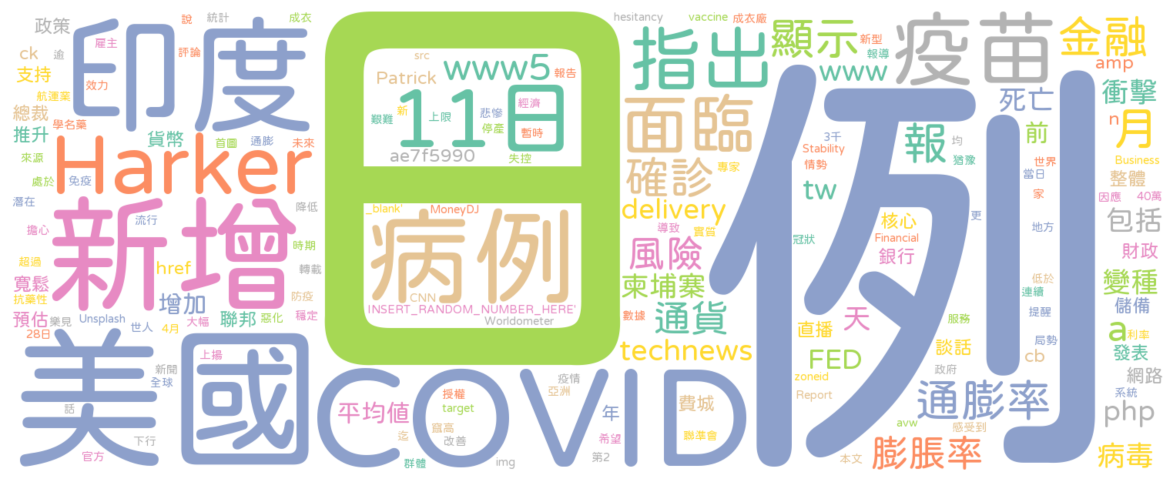 hesitancy vaccine 成衣廠
政策 說 統計 成衣
印度 日 src 指出 顯示 新型 疫苗 金融
ck 逾 雇主 評論 Patrick www5 報告 www 報導 amp
支持 效力 11日 新 悲慘 經濟 面臨 死亡 衝擊
航運業 艱難 上限 停產 暫時
總裁 學名藥 n 月
推升 貨幣 首圖 通膨 未來 報 前 3千 均
來源 Harker ae7f5990 失控 確診 專家 Stability 猶豫 世界 Business
處於 免疫 情勢 當日 整體
潛在 新增 降低 _blank' MoneyDJ delivery tw 家 因應 40萬
擔心 流行 病例 導致 實質 核心 更 地方 包括
超過 時期 風險 冠狀 Financial 財政
寬鬆 href 轉載 例 銀行
抗藥性 增加 防疫 CNN 柬埔寨 低於 變種
預估 Unsplash 聯邦 穩定 INSERT_RANDOM_NUMBER_HERE' 數據 連續 儲備
樂見 世人 4月 大幅 惡化 Worldometer 通貨 天 服務 提醒
28日 直播 a 利率
美國 上揚 technews FED 談話 局勢 發表
新聞 全球 COVID 疫情 cb 網路
zoneid 政府
授權 亞洲 Report 系統
話 平均值 target 年 費城 通膨率 php
窩高 avw 感受到
下行 迄 改善 希望 聯準會
官方 群體 img 第2 本文 膨脹率 病毒